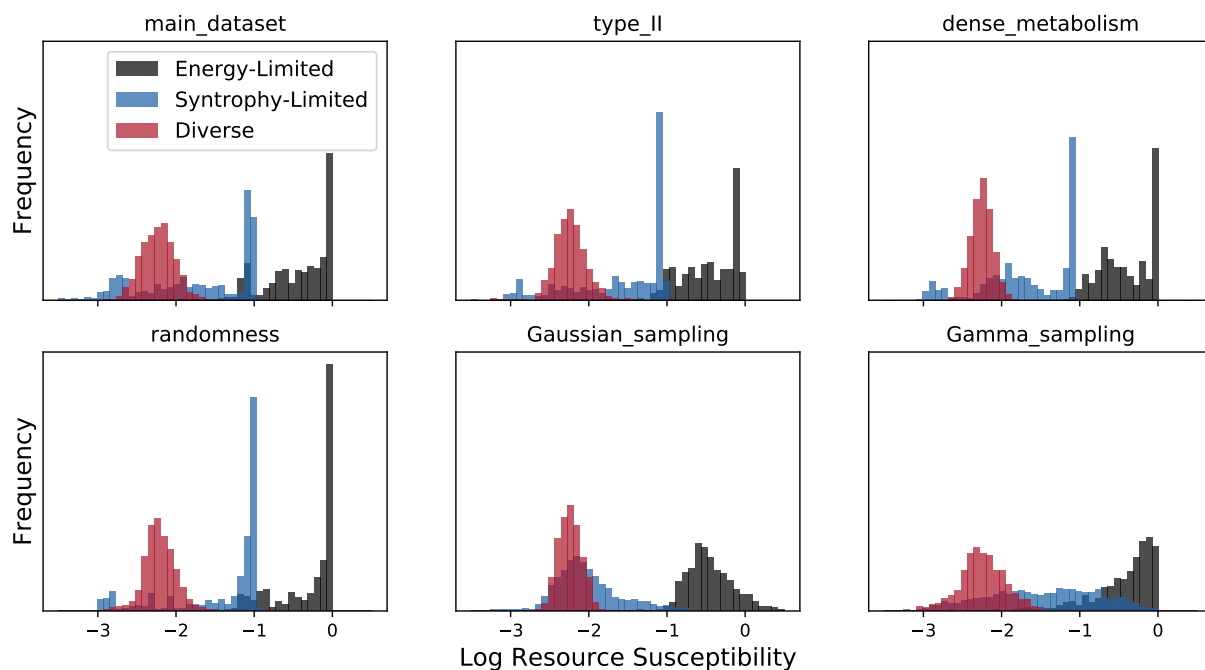 main_dataset
type_II
dense_metabolism
Energy-Limited
Syntrophy-Limited
Diverse
Frequency
randomness
Gaussian_sampling
Gamma_sampling
Frequency
−3 −2 −1 0
−3 −2 −1 0
−3 −2 −1 0
Log Resource Susceptibility